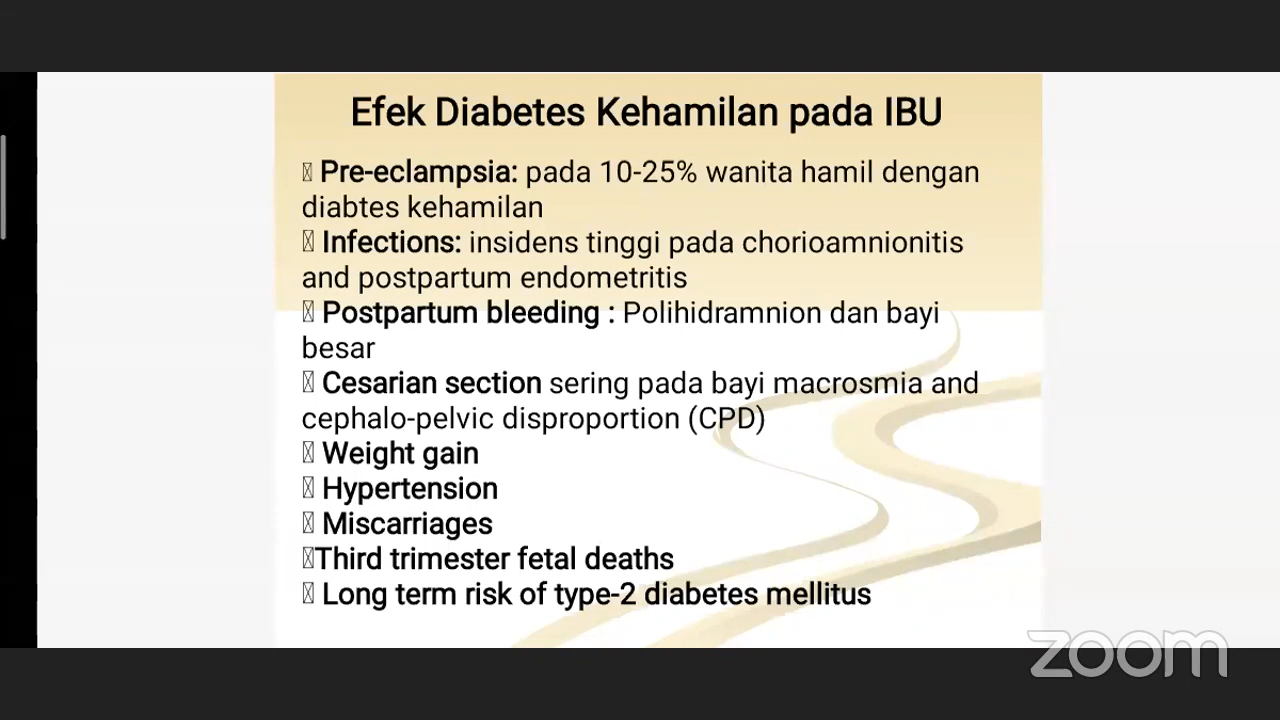 Efek Diabetes Kehamilan pada IBU
Pre-eclampsia: pada 10-25% wanita hamil dengan
diabtes kehamilan
Infections: insidens tinggi pada chorioamnionitis
and postpartum endometritis
Postpartum bleeding : Polihidramnion dan bayi
besar
Cesarian section sering pada bayi macrosmia and
cephalo-pelvic disproportion (CPD)
Weight gain
Hypertension
Miscarriages
Third trimester fetal deaths
Long term risk of type-2 diabetes mellitus
zoom